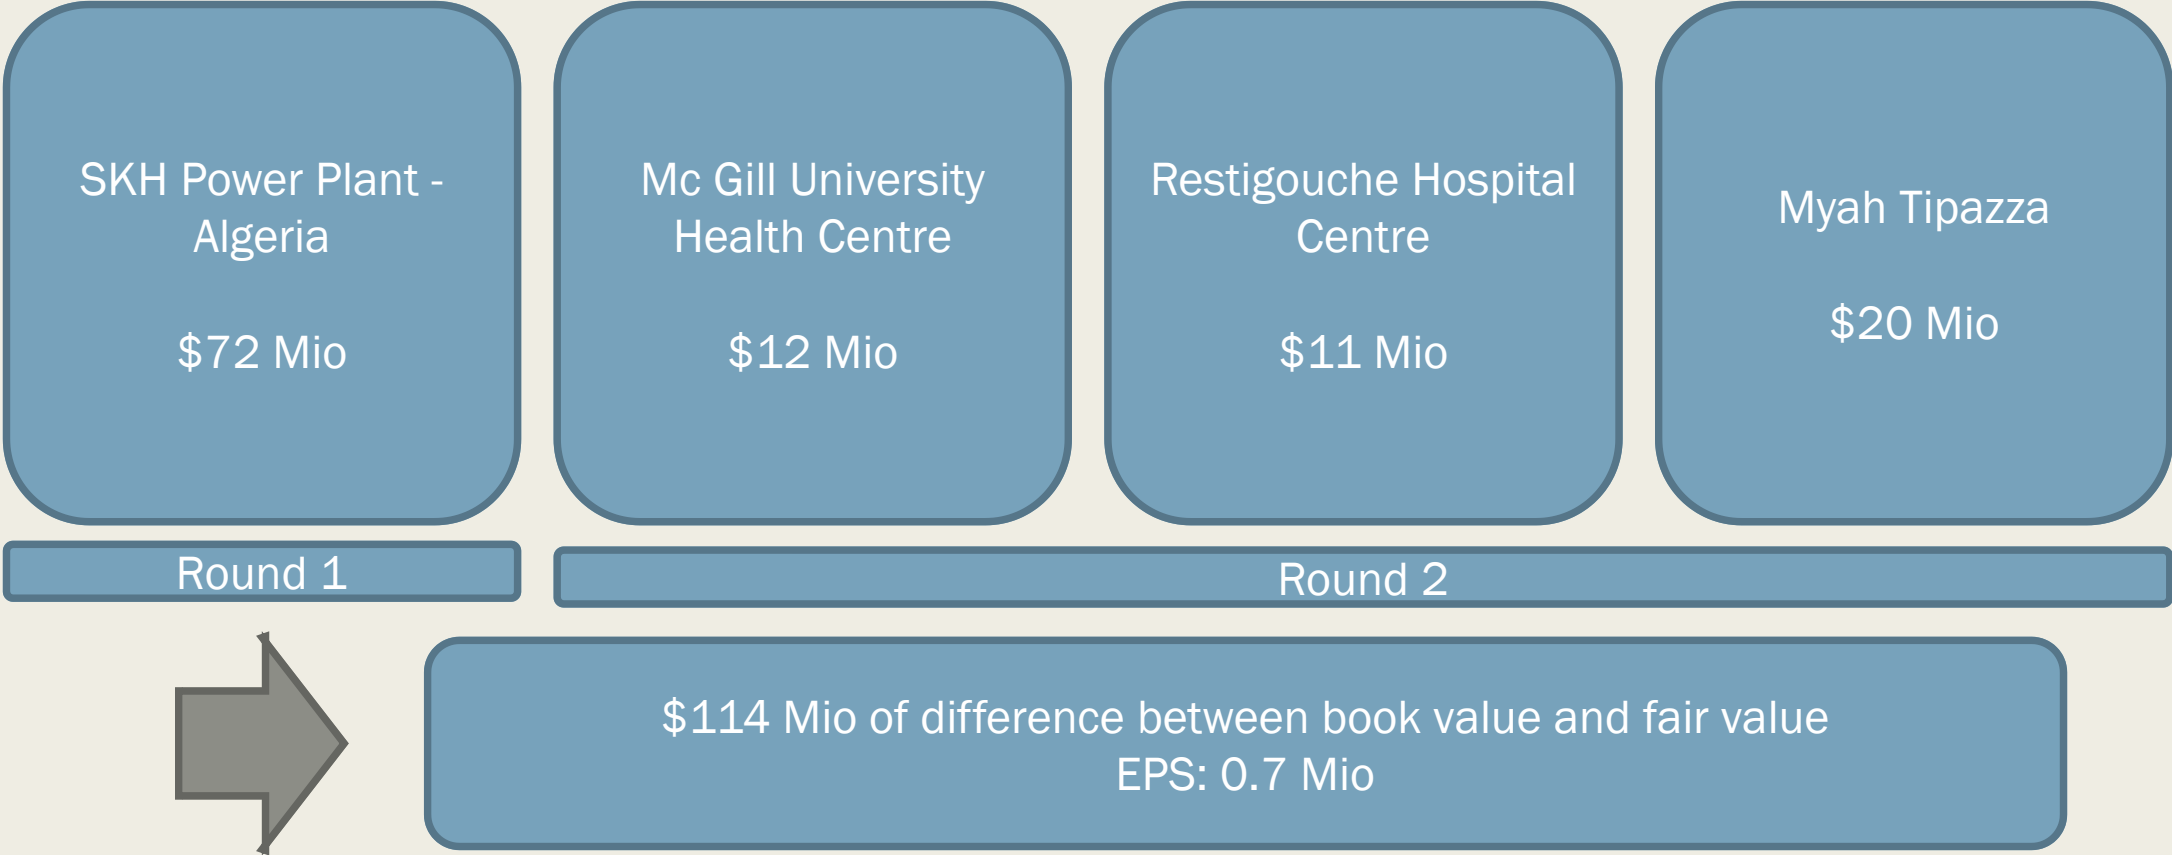 SKH Power Plant -
Algeria
$72 Mio
Mc Gill University
Health Centre
$12 Mio
Restigouche Hospital
Centre
$11 Mio
Myah Tipazza
$20 Mio
Round 1
Round 2
$114 Mio of difference between book value and fair value
EPS: 0.7 Mio